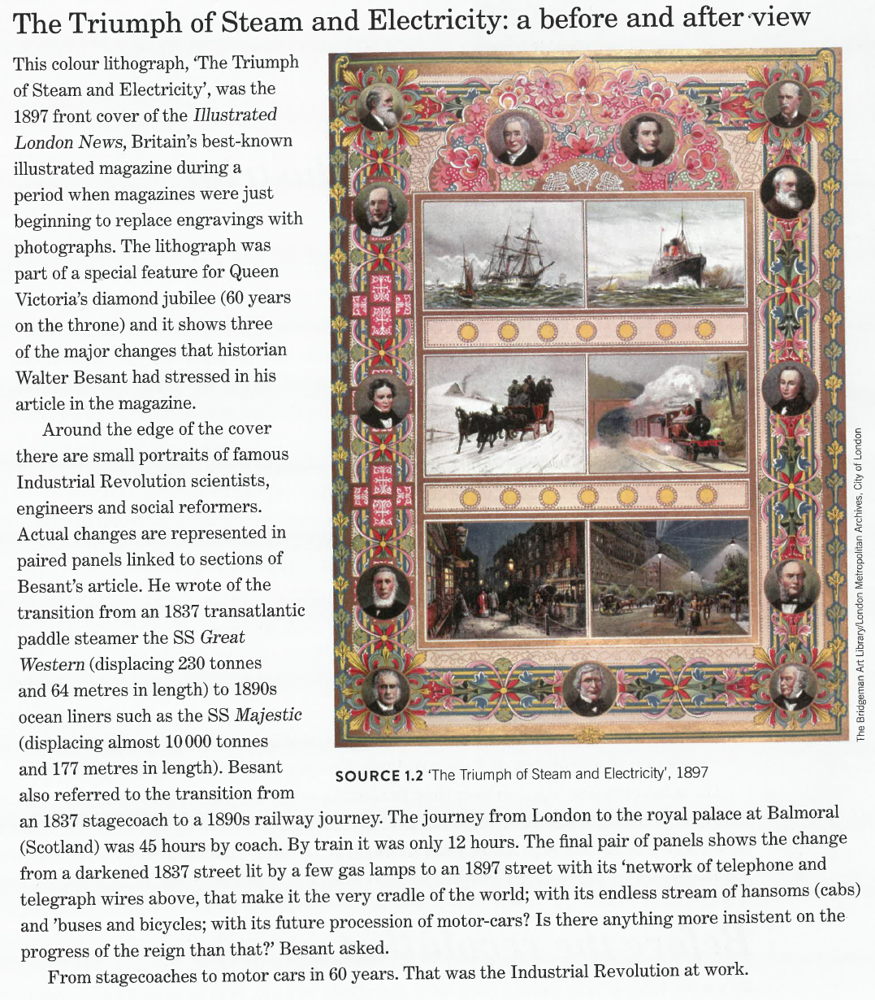 The Triumph of Steam and Electricity: a before and after view
This colour lithograph, ‘The Triumph
of Steam and Electricity’, was the
1897 front cover of the Illustrated
London News, Britain’s best-known
illustrated magazine during a
period when magazines were just
beginning to replace engravings with
photographs. The lithograph was
part of a special feature for Queen
Victoria’s diamond jubilee (60 years
on the throne) and it shows three
of the major changes that historian
Walter Besant had stressed in his
article in the magazine.
Around the edge of the cover
there are small portraits of famous
Industrial Revolution scientists,
engineers and social reformers.
Actual changes are represented in
paired panels linked to sections of
Besant’s article. He wrote of the
transition from an 1837 transatlantic
paddle steamer the SS Great
Western (displacing 230 tonnes
and 64 metres in length) to 1890s
ocean liners such as the SS Majestic
(displacing almost 10 000 tonnes
and 177 metres in length). Besant
also referred to the transition from
an 1837 stagecoach to a 1890s railway journey. The journey from London to the royal palace at Balmoral
(Scotland) was 45 hours by coach. By train it was only 12 hours. The final pair of panels shows the change
from a darkened 1837 street lit by a few gas lamps to an 1897 street with its ‘network of telephone and
telegraph wires above, that make it the very cradle of the world; with its endless stream of hansoms (cabs)
and ’buses and bicycles; with its future procession of motor-cars? Is there anything more insistent on the
progress of the reign than that?’ Besant asked.
From stagecoaches to motor cars in 60 years. That was the Industrial Revolution at work.
SOURCE 1.2 ‘The Triumph of Steam and Electricity’, 1897
The Bridgeman Art Library/London Metropolitan Archives, City of London